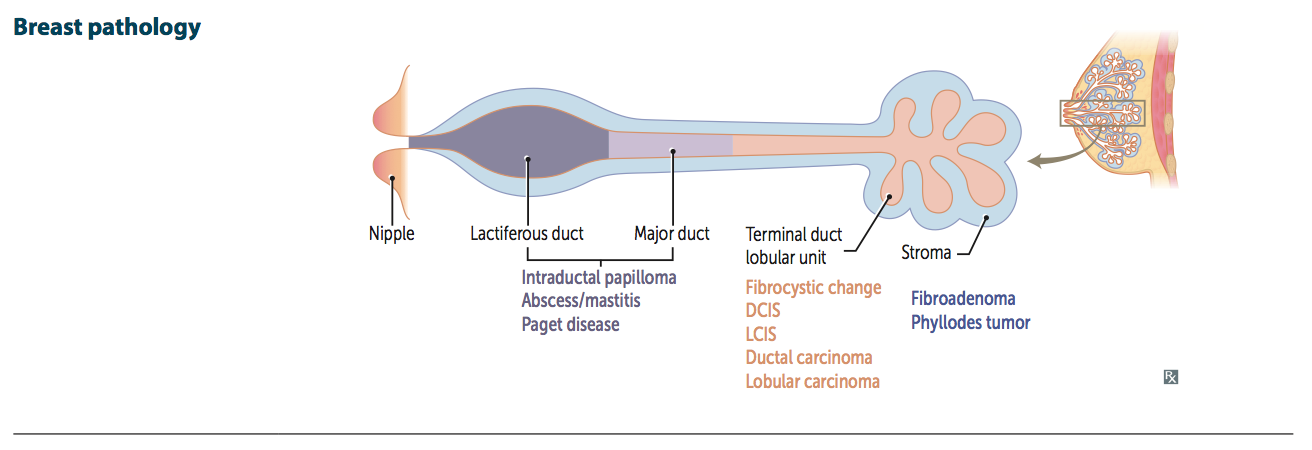 Breast pathology
Nipple
Lactiferous duct
Major duct
Terminal duct
lobular unit
Stroma
Intraductal papilloma
Abscess/mastitis
Paget disease
Fibrocystic change
DCIS
LCIS
Ductal carcinoma
Lobular carcinoma
Fibroadenoma
Phyllodes tumor
℞